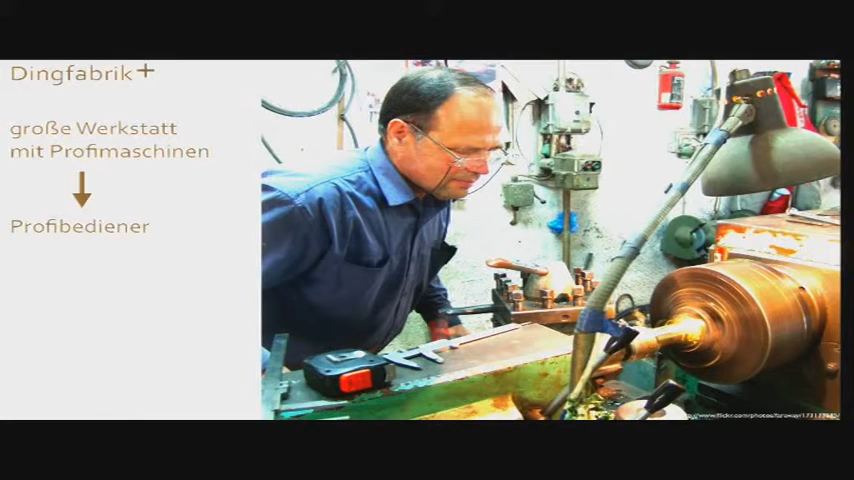 Dingfabrik+
große Werkstatt
mit Profimaschinen
Profibediener